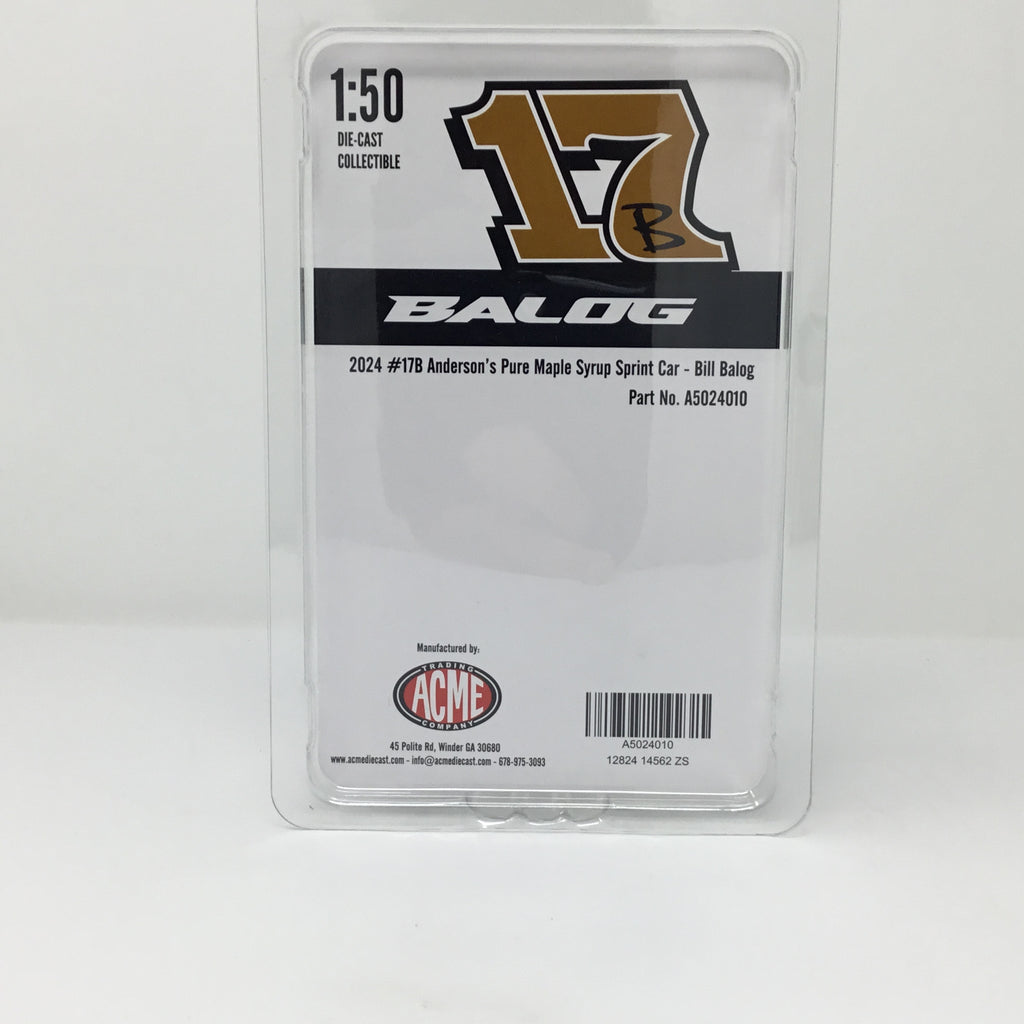 1:50
DIE-CAST
COLLECTIBLE
17
B
BALOG
2024 #17B Anderson's Pure Maple Syrup Sprint Car - Bill Balog
Part No. A5024010
Manufactured by:
TRADING
ACME
COMPANY
45 Polite Rd, Winder GA 30680
www.acmediecast.com - info@acmediecast.com - 678-975-3093
A5024010
12824 14562 ZS